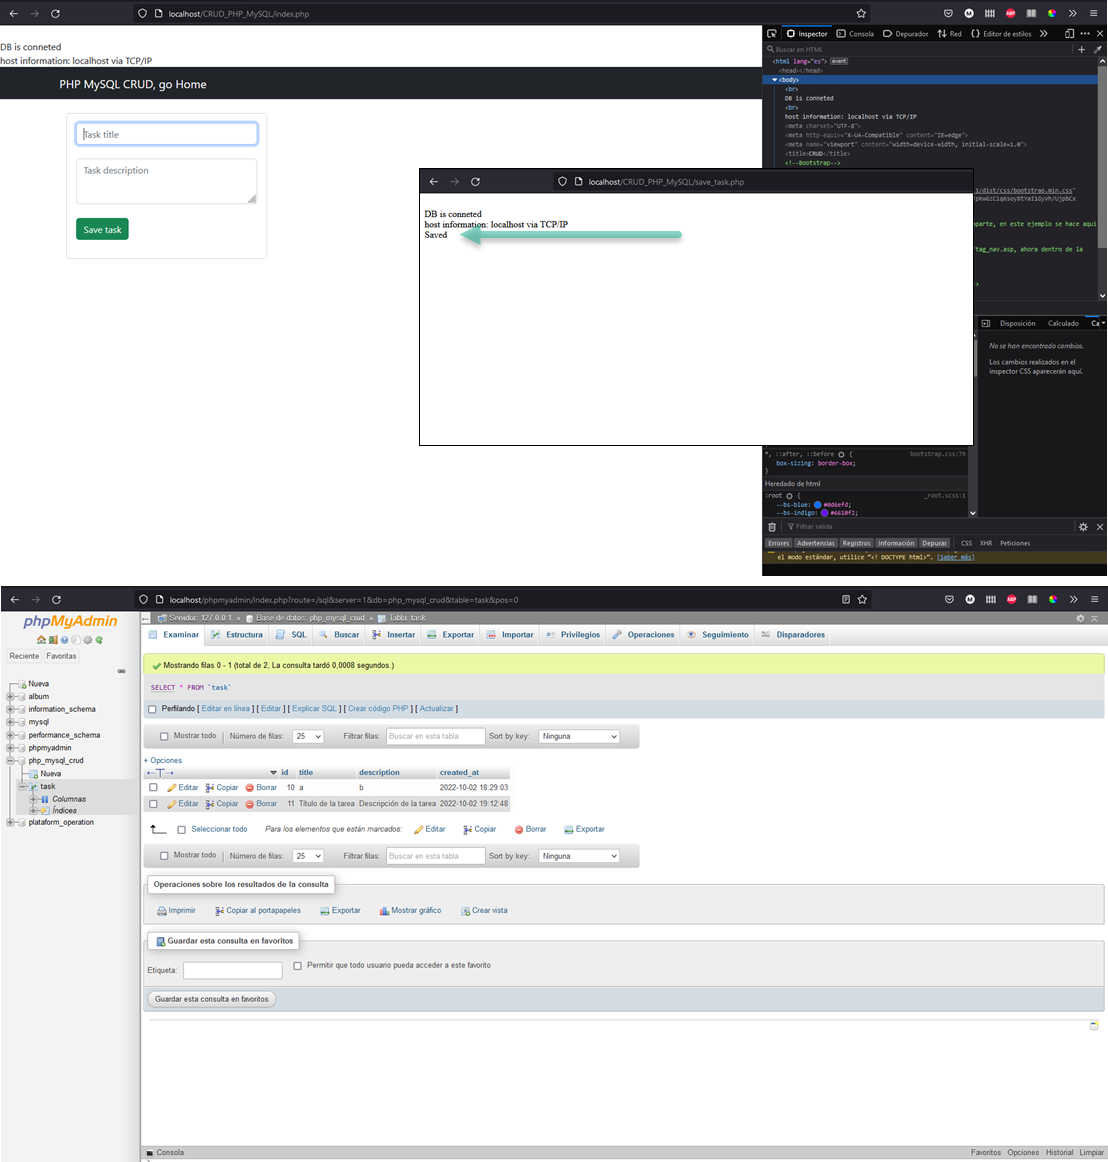 localhost/CRUD_PHP_MySQL/index.php
DB is conneted
host information: localhost via TCP/IP
PHP MySQL CRUD, go Home
Task title
Task description
Save task
Inspector Consola Depurador Red Editor de estilos
Buscar en HTML
<html lang="es"> event
<head></head>
<body>
<br>
DB is conneted
<br>
host information: localhost via TCP/IP
<meta charset="UTF-8">
<meta http-equiv="X-UA-Compatible" content="IE=edge">
<meta name="viewport" content="width=device-width, initial-scale=1.0">
<title>CRUD</title>
<!--Bootstrap-->
i/dist/css/bootstrap.min.css"
aparte, en este ejemplo se hace aquí
/tag_nav.asp, ahora dentro de la
localhost/CRUD_PHP_MySQL/save_task.php
DB is conneted
host information: localhost via TCP/IP
Saved
Disposición Calculado Ca
No se han encontrado cambios.
Los cambios realizados en el
inspector CSS aparecerán aquí.
*, ::after, ::before { bootstrap.css:79
box-sizing: border-box;
}
Heredado de html
:root { _root.scss:1
--bs-blue: #0d6efd;
--bs-indigo: #6610f2;
Filtrar salida
Errores Advertencias Registros Información Depurar CSS XHR Peticiones
el modo estándar, utilice "<! DOCTYPE html>". [Saber más]
localhost/phpmyadmin/index.php?route=/sql&server=1&db=php_mysql_crud&table=task&pos=0
phpMyAdmin
Reciente Favoritas
Nueva
album
information_schema
mysql
performance_schema
phpmyadmin
php_mysql_crud
Nueva
task
Columnas
Índices
plataform_operation
Servidor: 127.0.0.1 » Base de datos: php_mysql_crud » Tabla: task
Examinar Estructura SQL Buscar Insertar Exportar Importar Privilegios Operaciones Seguimiento Disparadores
Mostrando filas 0 - 1 (total de 2, La consulta tardó 0,0008 segundos.)
SELECT * FROM `task`
Perfilando [ Editar en línea ] [ Editar ] [ Explicar SQL ] [ Crear código PHP ] [ Actualizar ]
Mostrar todo | Número de filas: 25 Filtrar filas: Buscar en esta tabla Sort by key: Ninguna
+ Opciones
←T→ id title description created_at
Editar Copiar Borrar 10 a b 2022-10-02 18:29:03
Editar Copiar Borrar 11 Título de la tarea Descripción de la tarea 2022-10-02 19:12:48
Seleccionar todo Para los elementos que están marcados: Editar Copiar Borrar Exportar
Mostrar todo | Número de filas: 25 Filtrar filas: Buscar en esta tabla Sort by key: Ninguna
Operaciones sobre los resultados de la consulta
Imprimir Copiar al portapapeles Exportar Mostrar gráfico Crear vista
Guardar esta consulta en favoritos
Etiqueta: Permitir que todo usuario pueda acceder a este favorito
Guardar esta consulta en favoritos
Consola Favoritos Opciones Historial Limpiar